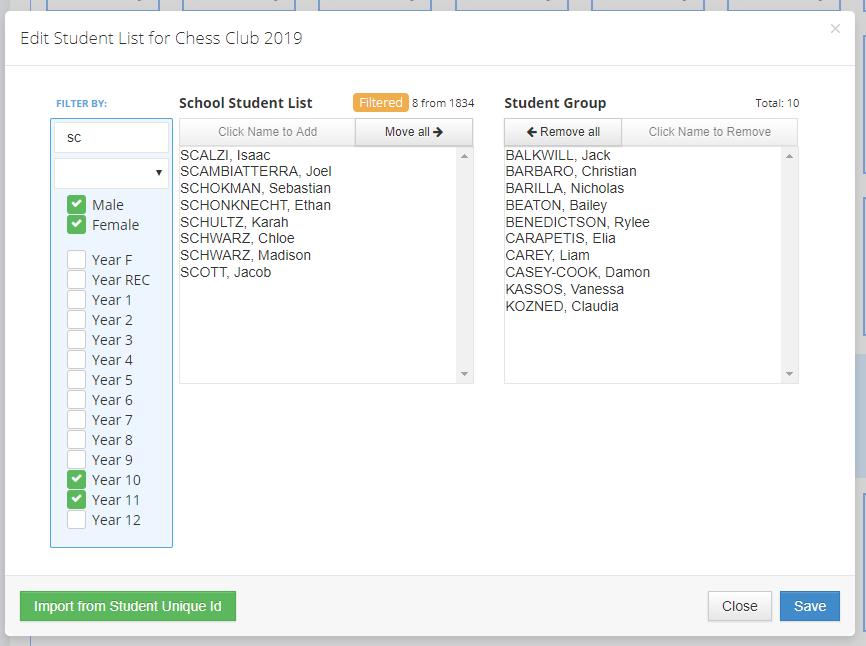 Edit Student List for Chess Club 2019
×
FILTER BY:
sc
Male
Female
Year F
Year REC
Year 1
Year 2
Year 3
Year 4
Year 5
Year 6
Year 7
Year 8
Year 9
Year 10
Year 11
Year 12
School Student List
Filtered 8 from 1834
Click Name to Add
Move all →
SCALZI, Isaac
SCAMBIATTERRA, Joel
SCHOKMAN, Sebastian
SCHONKNECHT, Ethan
SCHULTZ, Karah
SCHWARZ, Chloe
SCHWARZ, Madison
SCOTT, Jacob
Student Group
Total: 10
← Remove all
Click Name to Remove
BALKWILL, Jack
BARBARO, Christian
BARILLA, Nicholas
BEATON, Bailey
BENEDICTSON, Rylee
CARAPETIS, Elia
CAREY, Liam
CASEY-COOK, Damon
KASSOS, Vanessa
KOZNED, Claudia
Import from Student Unique Id
Close
Save